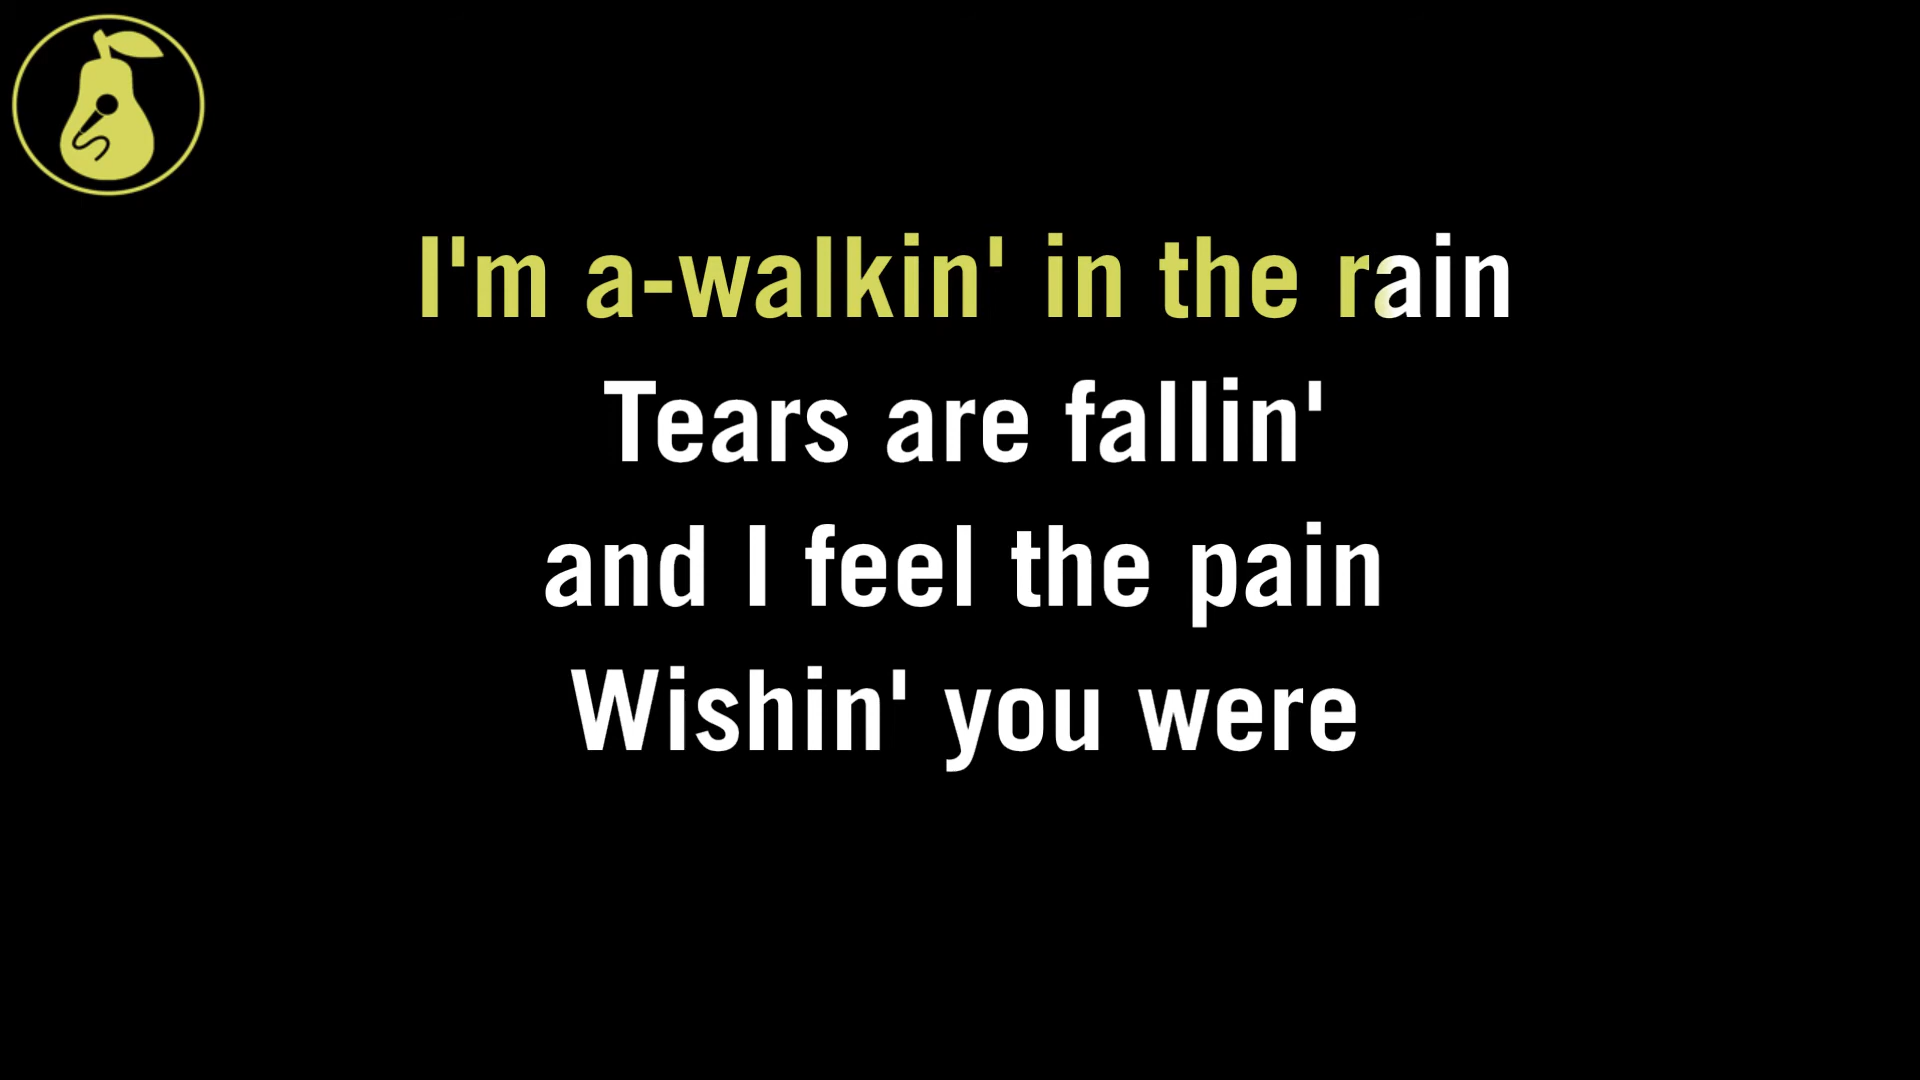 I'm a-walkin' in the rain
Tears are fallin'
and I feel the pain
Wishin' you were